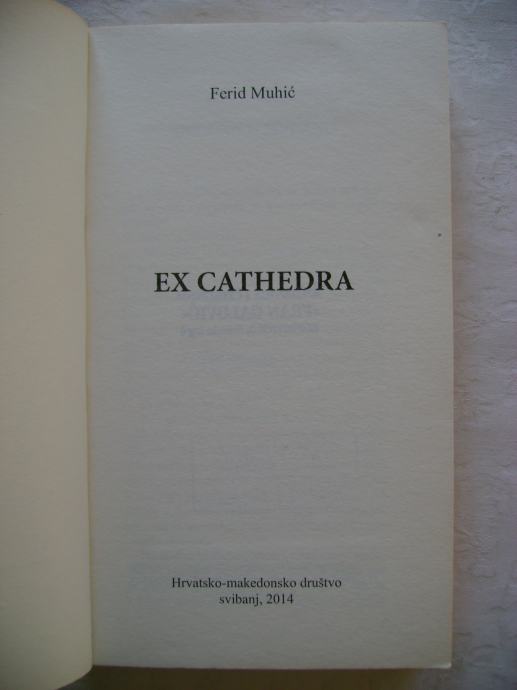 Ferid Muhić
EX CATHEDRA
Hrvatsko-makedonsko društvo
svibanj, 2014